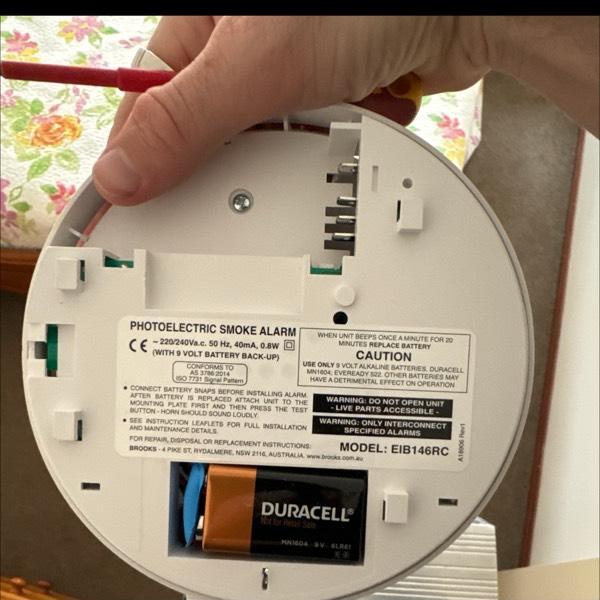 PHOTOELECTRIC SMOKE ALARM
CE ~ 220/240Va.c. 50 Hz, 40mA, 0.8W
(WITH 9 VOLT BATTERY BACK-UP)
CONFORMS TO
AS 3786:2014
ISO 7731 Signal Pattern
• CONNECT BATTERY SNAPS BEFORE INSTALLING ALARM.
AFTER BATTERY IS REPLACED ATTACH UNIT TO THE
MOUNTING PLATE FIRST AND THEN PRESS THE TEST
BUTTON - HORN SHOULD SOUND LOUDLY.
• SEE INSTRUCTION LEAFLETS FOR FULL INSTALLATION
AND MAINTENANCE DETAILS.
FOR REPAIR, DISPOSAL OR REPLACEMENT INSTRUCTIONS:
BROOKS - 4 PIKE ST, RYDALMERE, NSW 2116, AUSTRALIA. www.brooks.com.au
WHEN UNIT BEEPS ONCE A MINUTE FOR 20
MINUTES REPLACE BATTERY
CAUTION
USE ONLY 9 VOLT ALKALINE BATTERIES, DURACELL
MN1604; EVEREADY 522. OTHER BATTERIES MAY
HAVE A DETRIMENTAL EFFECT ON OPERATION
WARNING: DO NOT OPEN UNIT
- LIVE PARTS ACCESSIBLE -
WARNING: ONLY INTERCONNECT
SPECIFIED ALARMS
MODEL: EIB146RC
A18906 Rev1
DURACELL®
Not for Retail Sale
MN1604 9V 6LR61